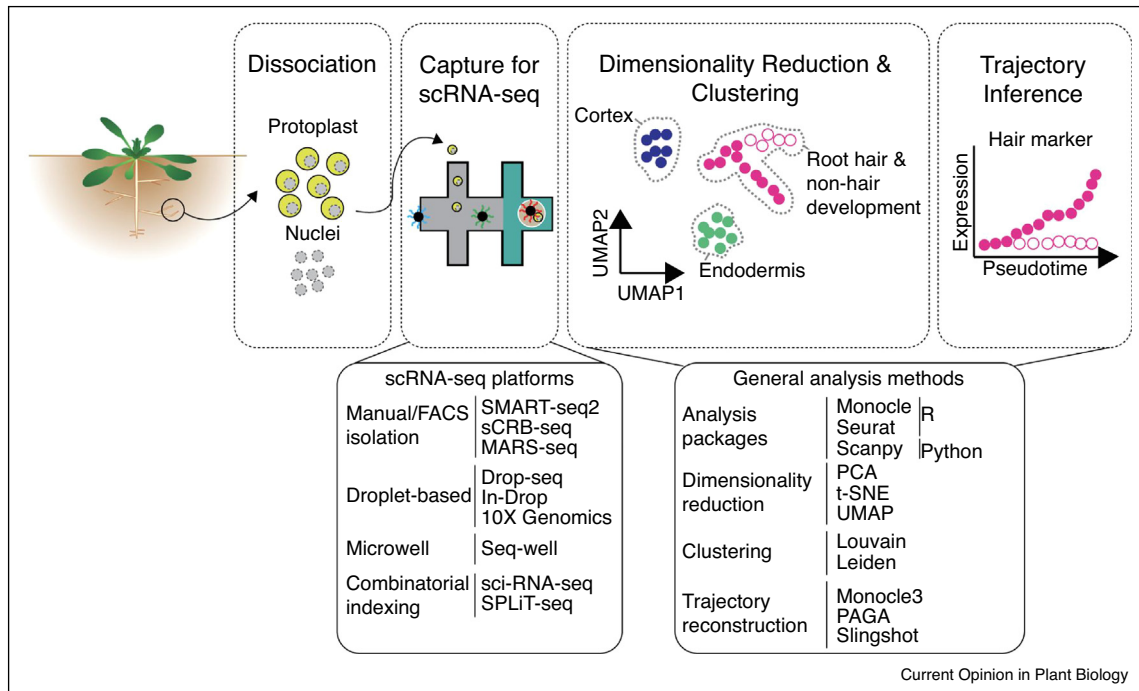 Dissociation
Protoplast
Nuclei
Capture for
scRNA-seq
Dimensionality Reduction &
Clustering
Cortex
Root hair &
non-hair
development
Endodermis
UMAP2
UMAP1
Trajectory
Inference
Hair marker
Expression
Pseudotime
scRNA-seq platforms
Manual/FACS
isolation
SMART-seq2
sCRB-seq
MARS-seq
Droplet-based
Drop-seq
In-Drop
10X Genomics
Microwell
Seq-well
Combinatorial
indexing
sci-RNA-seq
SPLiT-seq
General analysis methods
Analysis
packages
Monocle
Seurat
R
Scanpy
Python
Dimensionality
reduction
PCA
t-SNE
UMAP
Clustering
Louvain
Leiden
Trajectory
reconstruction
Monocle3
PAGA
Slingshot
Current Opinion in Plant Biology